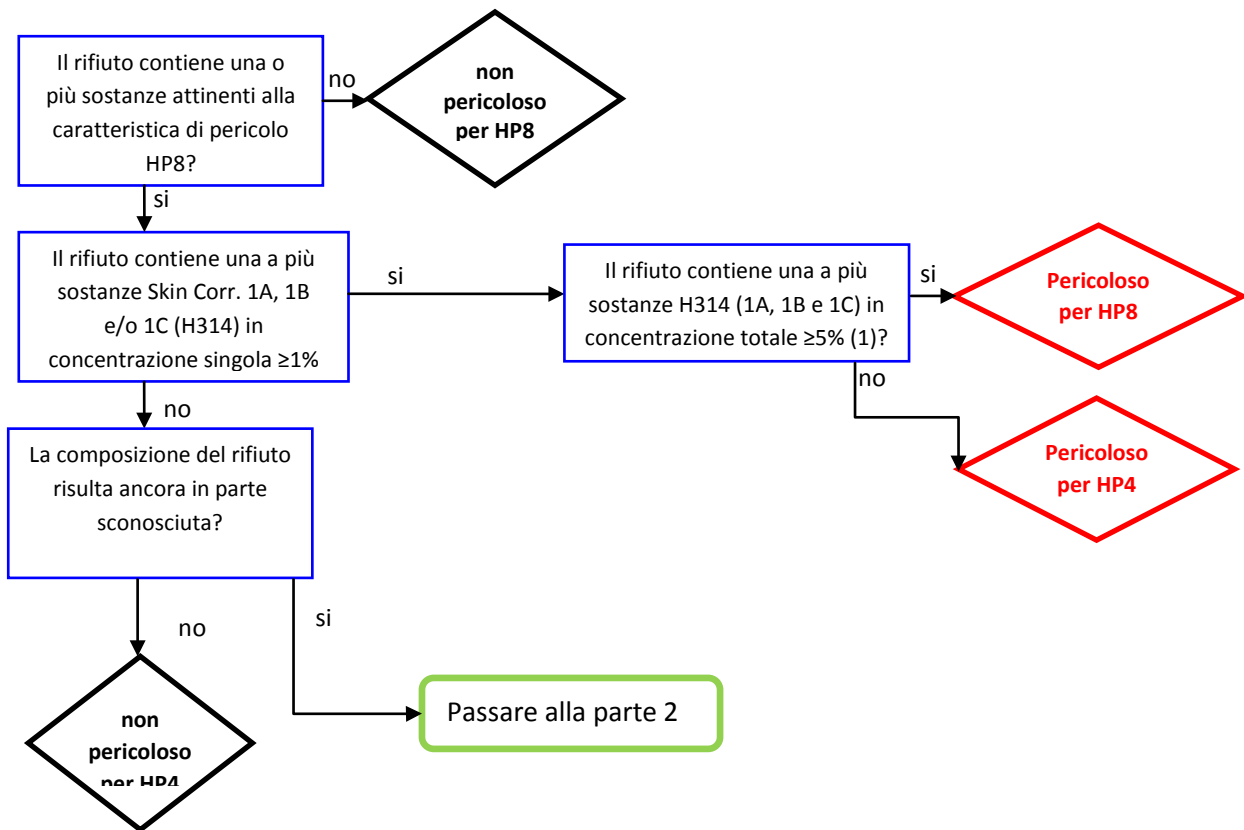 Il rifiuto contiene una o
più sostanze attinenti alla
caratteristica di pericolo
HP8?
no
non
pericoloso
per HP8
si
Il rifiuto contiene una a più
sostanze Skin Corr. 1A, 1B
e/o 1C (H314) in
concentrazione singola ≥1%
si
Il rifiuto contiene una a più
sostanze H314 (1A, 1B e 1C) in
concentrazione totale ≥5% (1)?
si
Pericoloso
per HP8
no
Pericoloso
per HP4
no
La composizione del rifiuto
risulta ancora in parte
sconosciuta?
no
si
non
pericoloso
per HP4
Passare alla parte 2